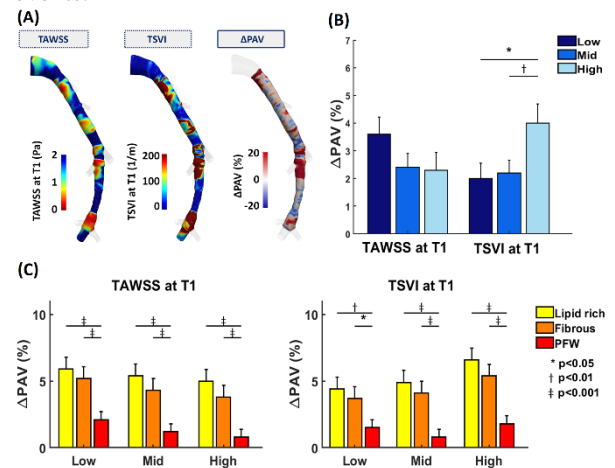 (A)
TAWSS
TSVI
ΔPAV
TAWSS at T1 (Pa)
2
1
0
TSVI at T1 (1/m)
200
100
0
ΔPAV (%)
20
0
-20
(B)
ΔPAV (%)
7
6
5
4
3
2
1
0
* †
Low
Mid
High
TAWSS at T1
TSVI at T1
(C)
TAWSS at T1
ΔPAV (%)
10
5
0
‡ ‡ ‡
‡ ‡ ‡
Low Mid High
TSVI at T1
ΔPAV (%)
10
5
0
† ‡ ‡
* ‡ ‡
Low Mid High
Lipid rich
Fibrous
PFW
* p<0.05
† p<0.01
‡ p<0.001